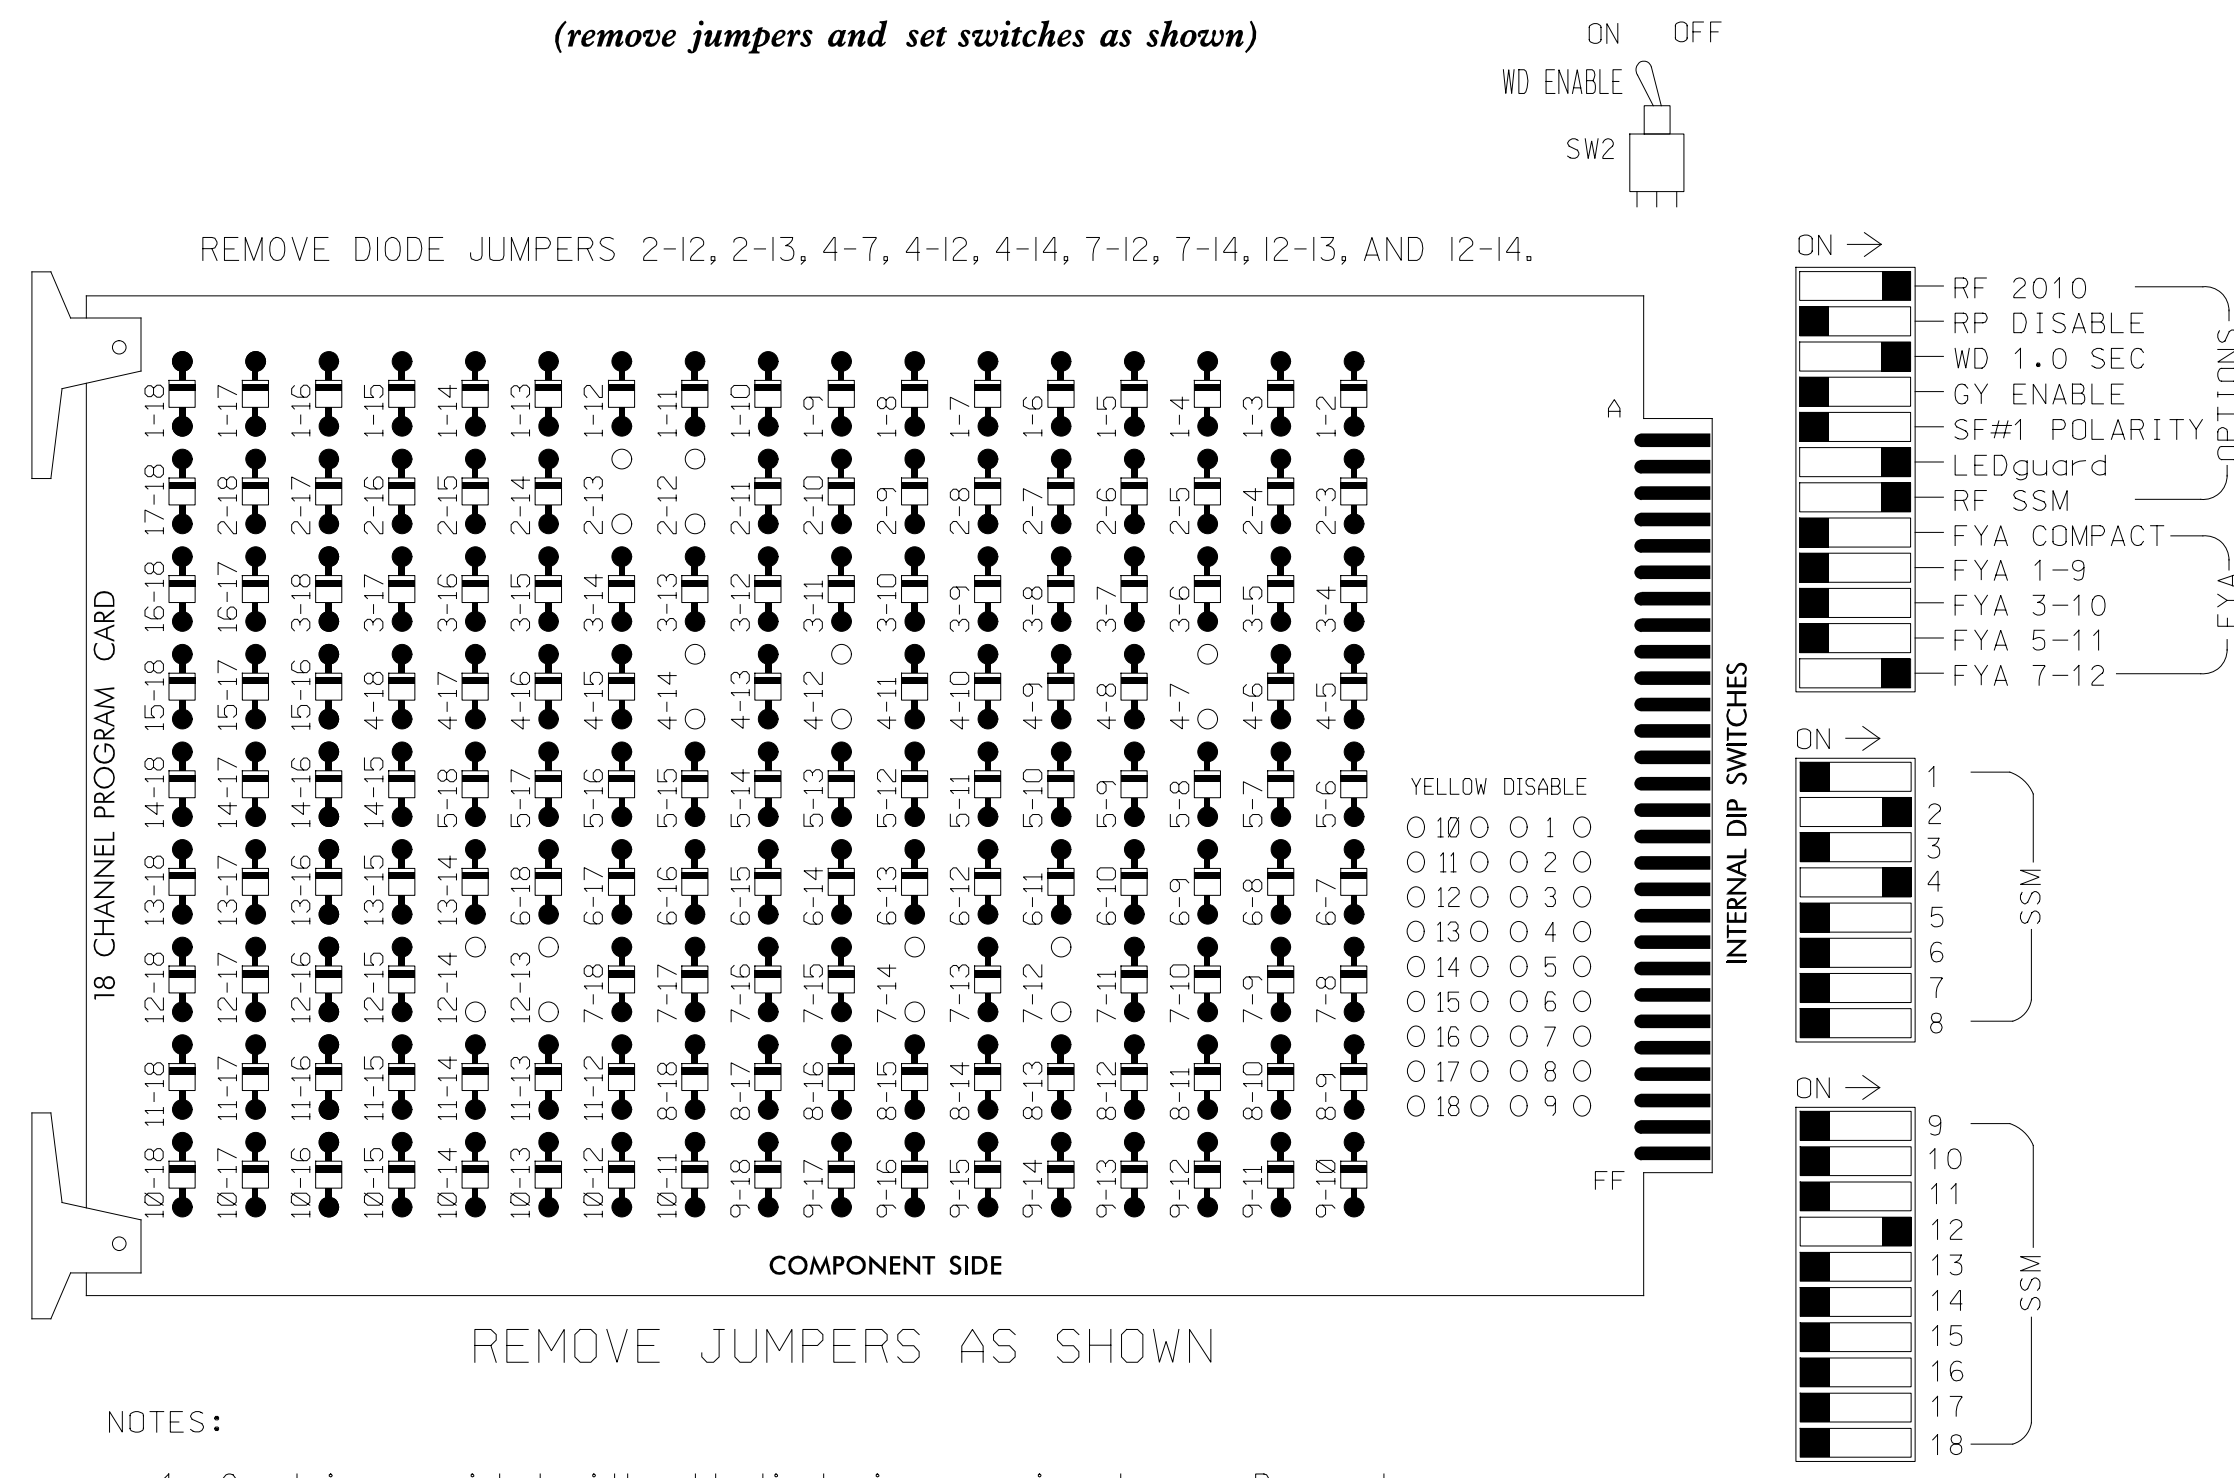 (remove jumpers and set switches as shown)
ON OFF
WD ENABLE
SW2
REMOVE DIODE JUMPERS 2-12, 2-13, 4-7, 4-12, 4-14, 7-12, 7-14, 12-13, AND 12-14.
18 CHANNEL PROGRAM CARD
1-18 1-17 1-16 1-15 1-14 1-13 1-12 1-11 1-10 1-9 1-8 1-7 1-6 1-5 1-4 1-3 1-2
17-18 2-18 2-17 2-16 2-15 2-14 2-13 2-12 2-11 2-10 2-9 2-8 2-7 2-6 2-5 2-4 2-3
16-18 16-17 3-18 3-17 3-16 3-15 3-14 3-13 3-12 3-11 3-10 3-9 3-8 3-7 3-6 3-5 3-4
15-18 15-17 15-16 4-18 4-17 4-16 4-15 4-14 4-13 4-12 4-11 4-10 4-9 4-8 4-7 4-6 4-5
14-18 14-17 14-16 14-15 5-18 5-17 5-16 5-15 5-14 5-13 5-12 5-11 5-10 5-9 5-8 5-7 5-6
13-18 13-17 13-16 13-15 13-14 6-18 6-17 6-16 6-15 6-14 6-13 6-12 6-11 6-10 6-9 6-8 6-7
12-18 12-17 12-16 12-15 12-14 12-13 7-18 7-17 7-16 7-15 7-14 7-13 7-12 7-11 7-10 7-9 7-8
11-18 11-17 11-16 11-15 11-14 11-13 11-12 8-18 8-17 8-16 8-15 8-14 8-13 8-12 8-11 8-10 8-9
10-18 10-17 10-16 10-15 10-14 10-13 10-12 10-11 9-18 9-17 9-16 9-15 9-14 9-13 9-12 9-11 9-10
A
YELLOW DISABLE
10 1
11 2
12 3
13 4
14 5
15 6
16 7
17 8
18 9
FF
COMPONENT SIDE
INTERNAL DIP SWITCHES
ON
RF 2010
RP DISABLE
WD 1.0 SEC
GY ENABLE
SF#1 POLARITY
LEDguard
RF SSM
OPTIONS
FYA COMPACT
FYA 1-9
FYA 3-10
FYA 5-11
FYA 7-12
FYA
ON
1
2
3
4
5
6
7
8
SSM
ON
9
10
11
12
13
14
15
16
17
18
SSM
REMOVE JUMPERS AS SHOWN
NOTES: